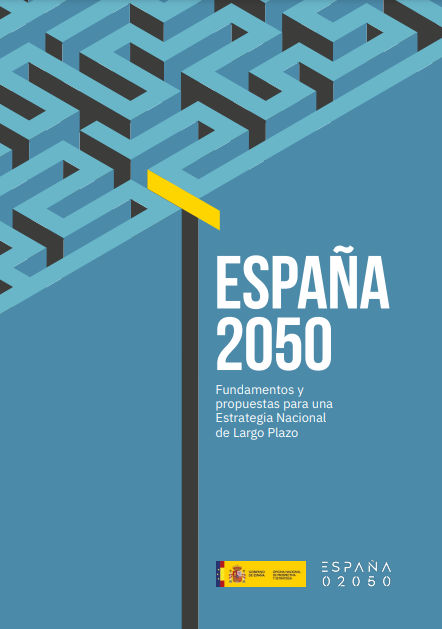 ESPAÑA
2050
Fundamentos y
propuestas para una
Estrategia Nacional
de Largo Plazo
GOBIERNO
DE ESPAÑA
OFICINA NACIONAL
DE PROSPECTIVA
Y ESTRATEGIA
ESPAÑA
02050